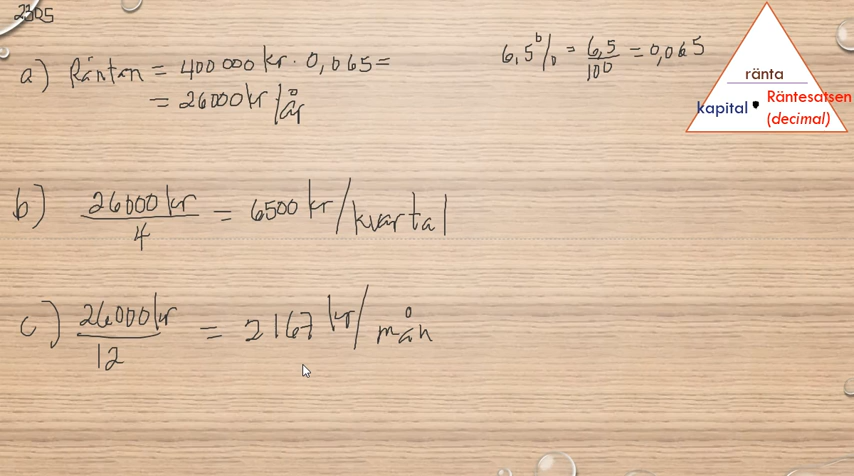 2305
a) Räntan = 400 000 kr · 0,065 =
= 26000 kr/år
6,5% = 6,5/100 = 0,065
ränta
kapital • Räntesatsen
(decimal)
b) 26000 kr/4 = 6500 kr/kvartal
c) 26000 kr/12 = 2167 kr/mån